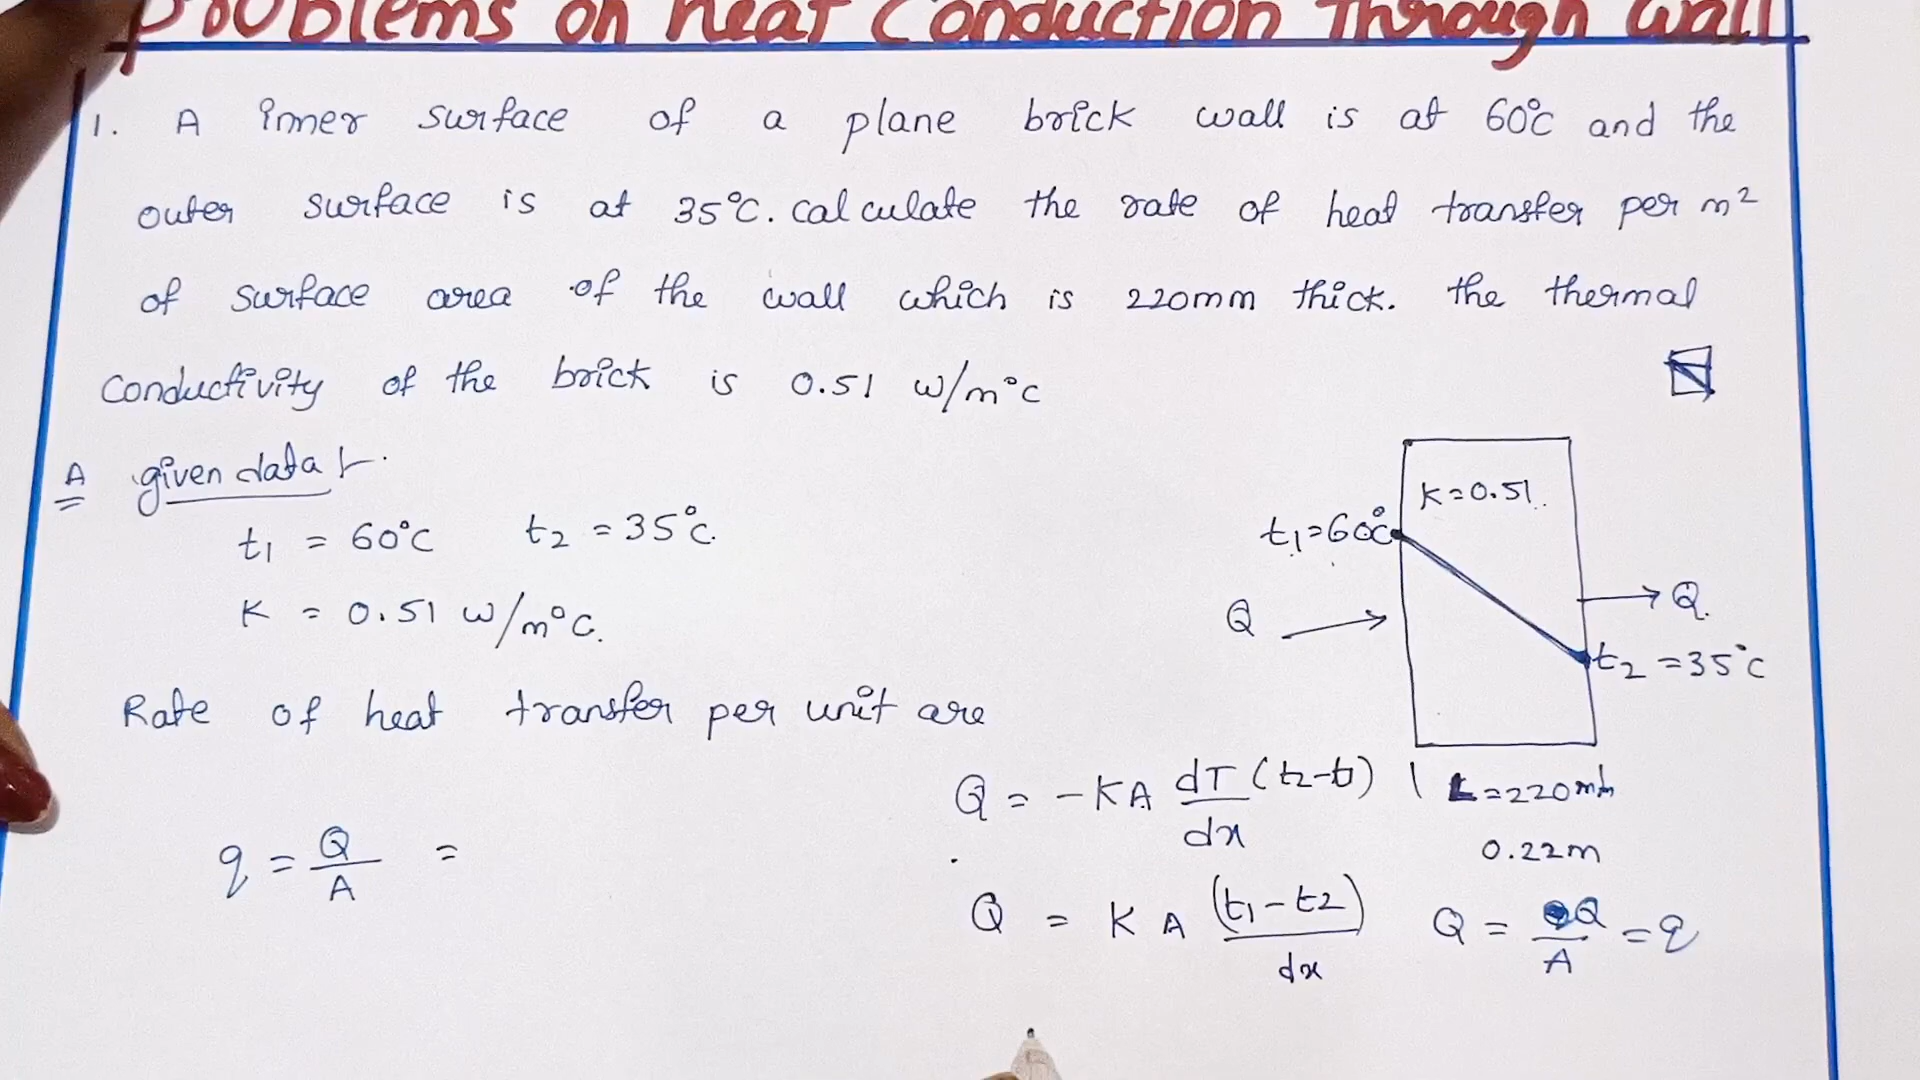 Problems on Heat Conduction Through Wall
1. A inner surface of a plane brick wall is at 60°c and the
outer surface is at 35°C. calculate the rate of heat transfer per m²
of surface area of the wall which is 220mm thick. the thermal
Conductivity of the brick is 0.51 w/m°c
A given data :-
t₁ = 60°c t₂ = 35°c.
K = 0.51 w/m°c.
Rate of heat transfer per unit are
q = Q/A =
K=0.51
t₁=60°c
Q
Q
t₂ = 35°c
L=220mm
0.22m
Q = -KA dT/dx (t₂-t₁)
Q = KA (t₁-t₂)/dx
Q = Q/A = q